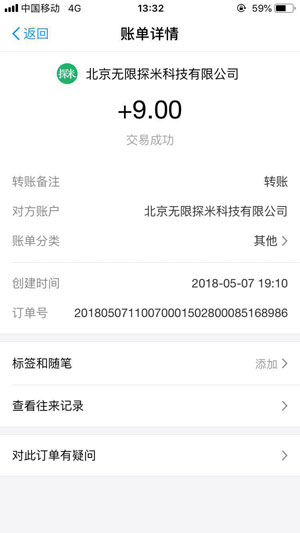 中国移动 4G 13:32 59%
返回 账单详情
探米 北京无限探米科技有限公司
+9.00
交易成功
转账备注 转账
对方账户 北京无限探米科技有限公司
账单分类 其他
创建时间 2018-05-07 19:10
订单号 20180507110070001502800085168986
标签和随笔 添加
查看往来记录
对此订单有疑问